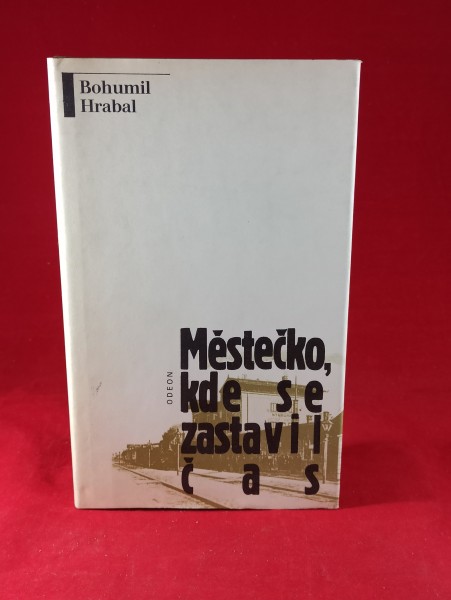 Bohumil
Hrabal
ODEON
Městečko,
kde se
zastavil
čas